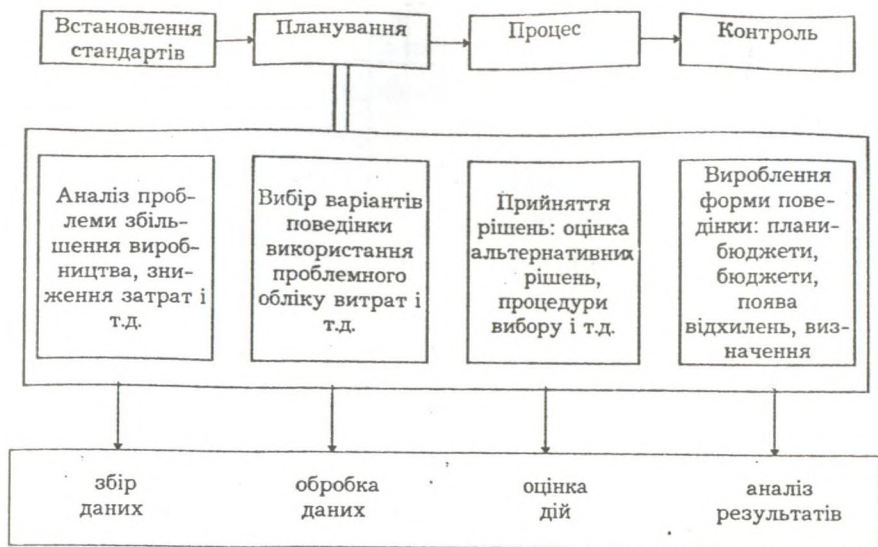 Встановлення
стандартів
Планування
Процес
Контроль
Аналіз проб-
леми збіль-
шення вироб-
ництва, зни-
ження затрат і
т.д.
Вибір варіантів
поведінки
використання
проблемного
обліку витрат і
т.д.
Прийняття
рішень: оцінка
альтернативних
рішень,
процедури
вибору і т.д.
Вироблення
форми пове-
дінки: плани-
бюджети,
бюджети,
поява
відхилень, виз-
начення
збір
даних
обробка
даних
оцінка
дій
аналіз
результатів